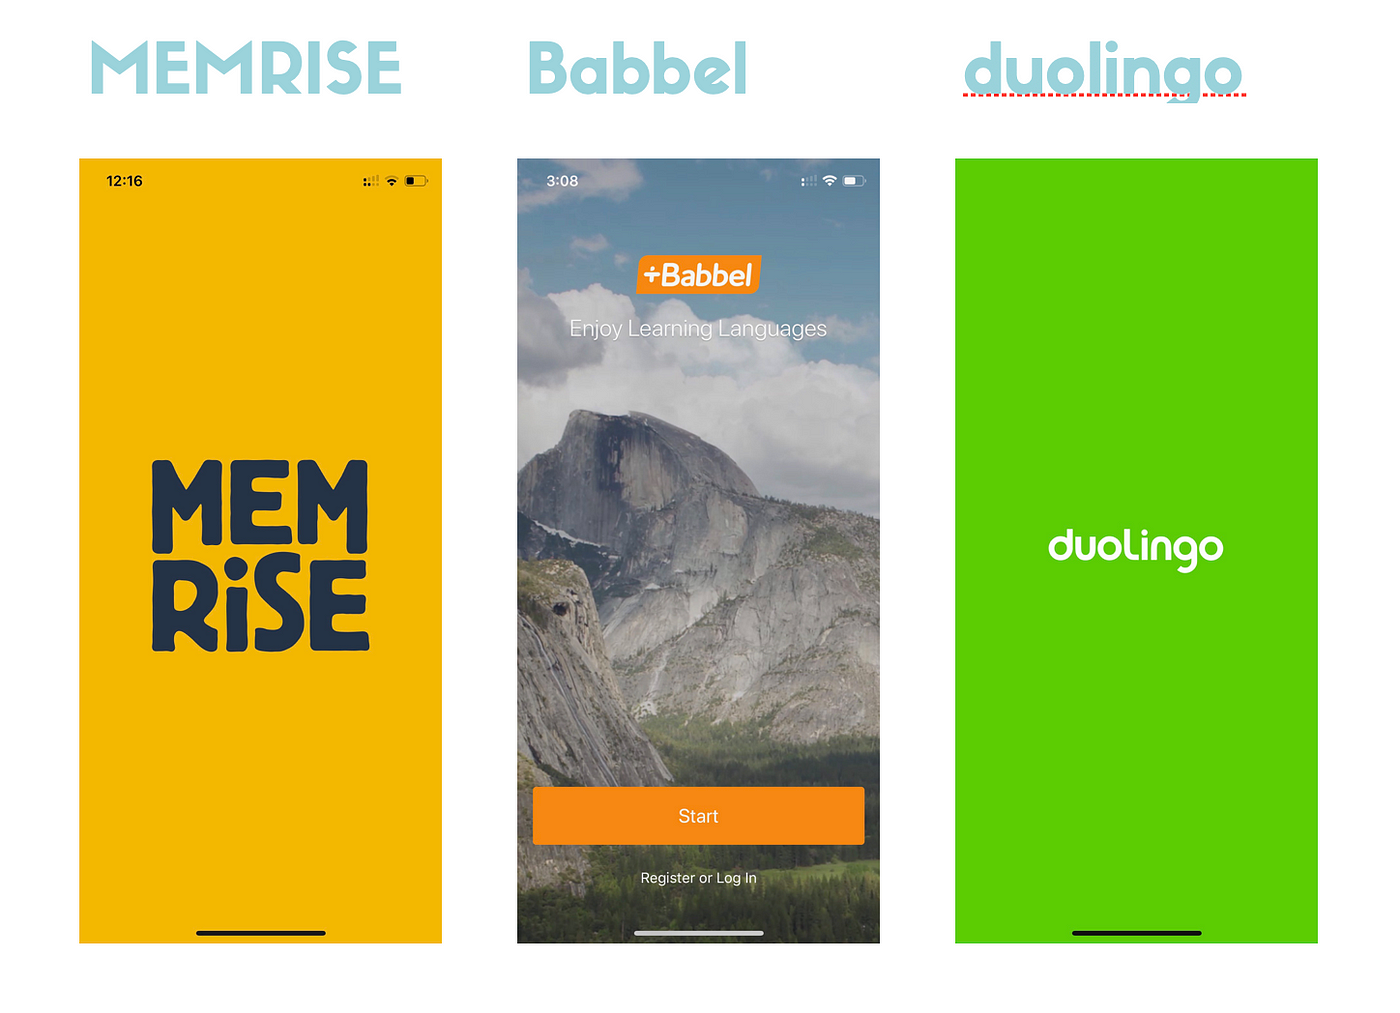 MEMRISE
Babbel
duolingo
12:16
MEM
RiSE
3:08
+Babbel
Enjoy Learning Languages
Start
Register or Log In
duolingo